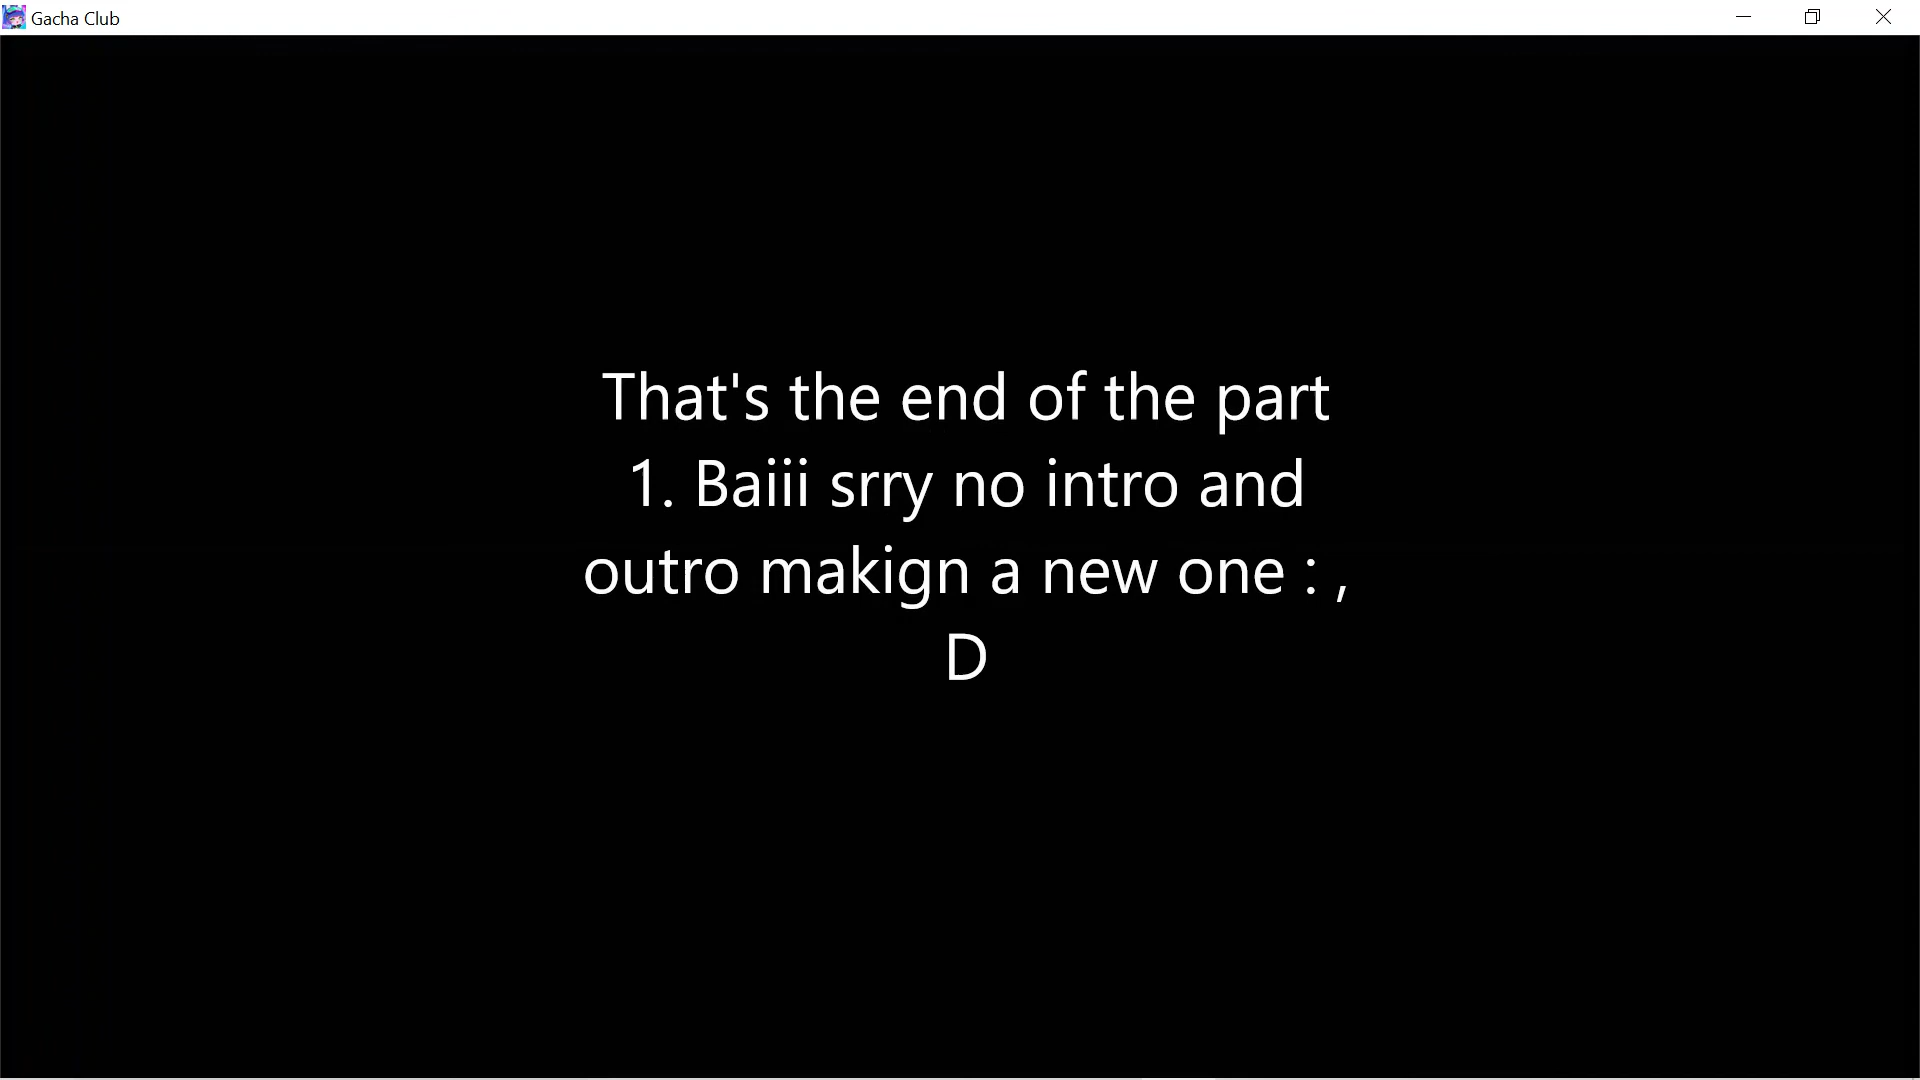 Gacha Club
That's the end of the part
1. Baiii srry no intro and
outro makign a new one : ,
D